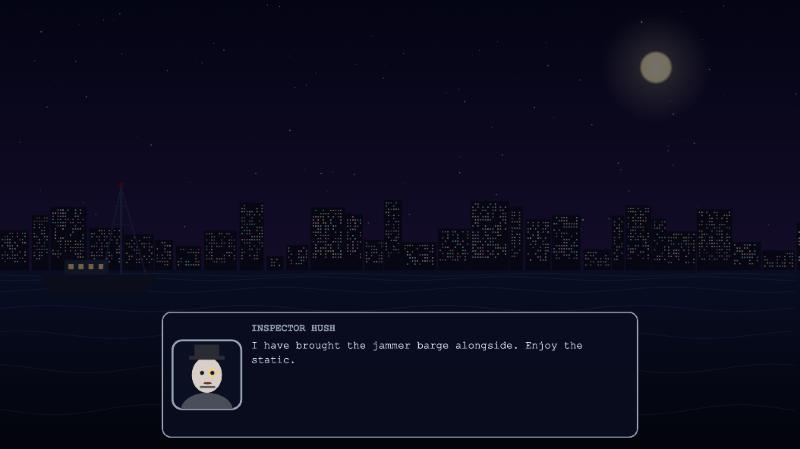 INSPECTOR HUSH
I have brought the jammer barge alongside. Enjoy the
static.